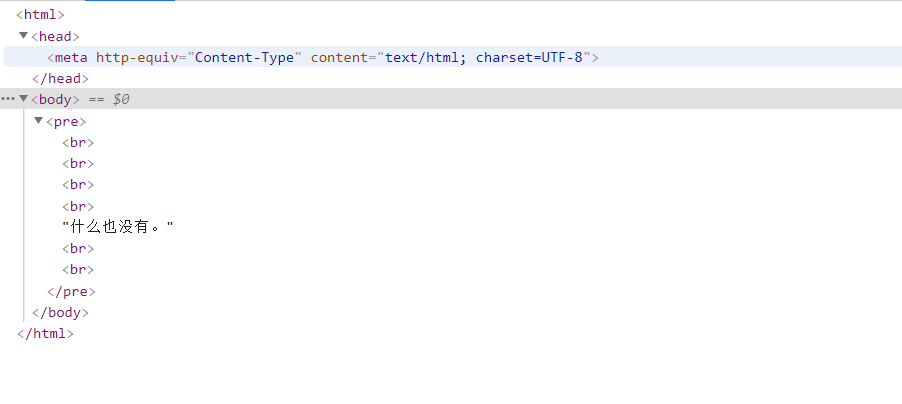 <html>
<head>
<meta http-equiv="Content-Type" content="text/html; charset=UTF-8">
</head>
<body> == $0
<pre>
<br>
<br>
<br>
<br>
"什么也没有。"
<br>
<br>
</pre>
</body>
</html>